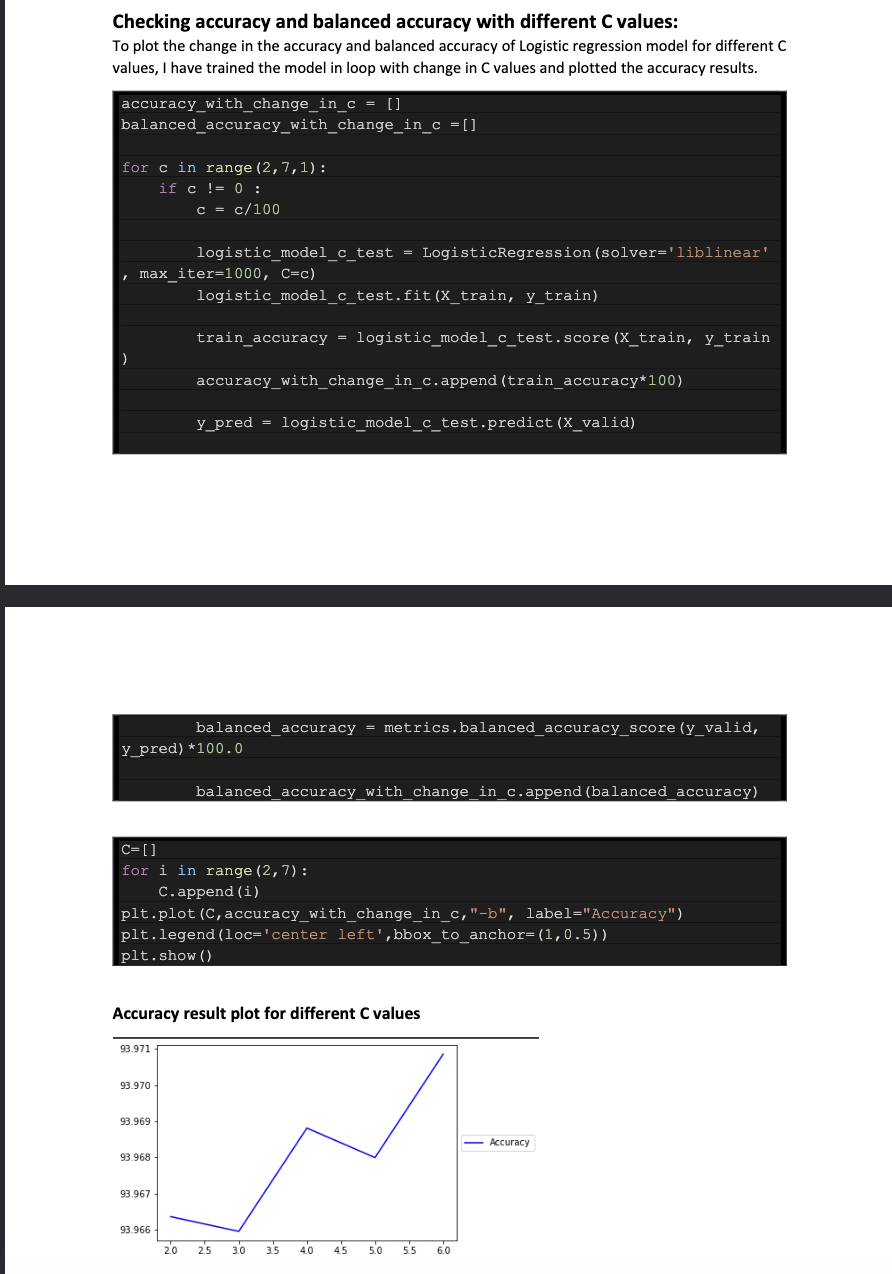 Checking accuracy and balanced accuracy with different C values:
To plot the change in the accuracy and balanced accuracy of Logistic regression model for different C
values, I have trained the model in loop with change in C values and plotted the accuracy results.
accuracy_with_change_in_c = []
balanced_accuracy_with_change_in_c =[]
for c in range(2,7,1):
    if c != 0 :
        c = c/100
        logistic_model_c_test = LogisticRegression(solver='liblinear'
, max_iter=1000, C=c)
        logistic_model_c_test.fit(X_train, y_train)
        train_accuracy = logistic_model_c_test.score(X_train, y_train
)
        accuracy_with_change_in_c.append(train_accuracy*100)
        y_pred = logistic_model_c_test.predict(X_valid)
        balanced_accuracy = metrics.balanced_accuracy_score(y_valid,
y_pred)*100.0
        balanced_accuracy_with_change_in_c.append(balanced_accuracy)
C=[]
for i in range(2,7):
    C.append(i)
plt.plot(C,accuracy_with_change_in_c,"-b", label="Accuracy")
plt.legend(loc='center left',bbox_to_anchor=(1,0.5))
plt.show()
Accuracy result plot for different C values
93.971
93.970
93.969
93.968
93.967
93.966
Accuracy
2.0 2.5 3.0 3.5 4.0 4.5 5.0 5.5 6.0